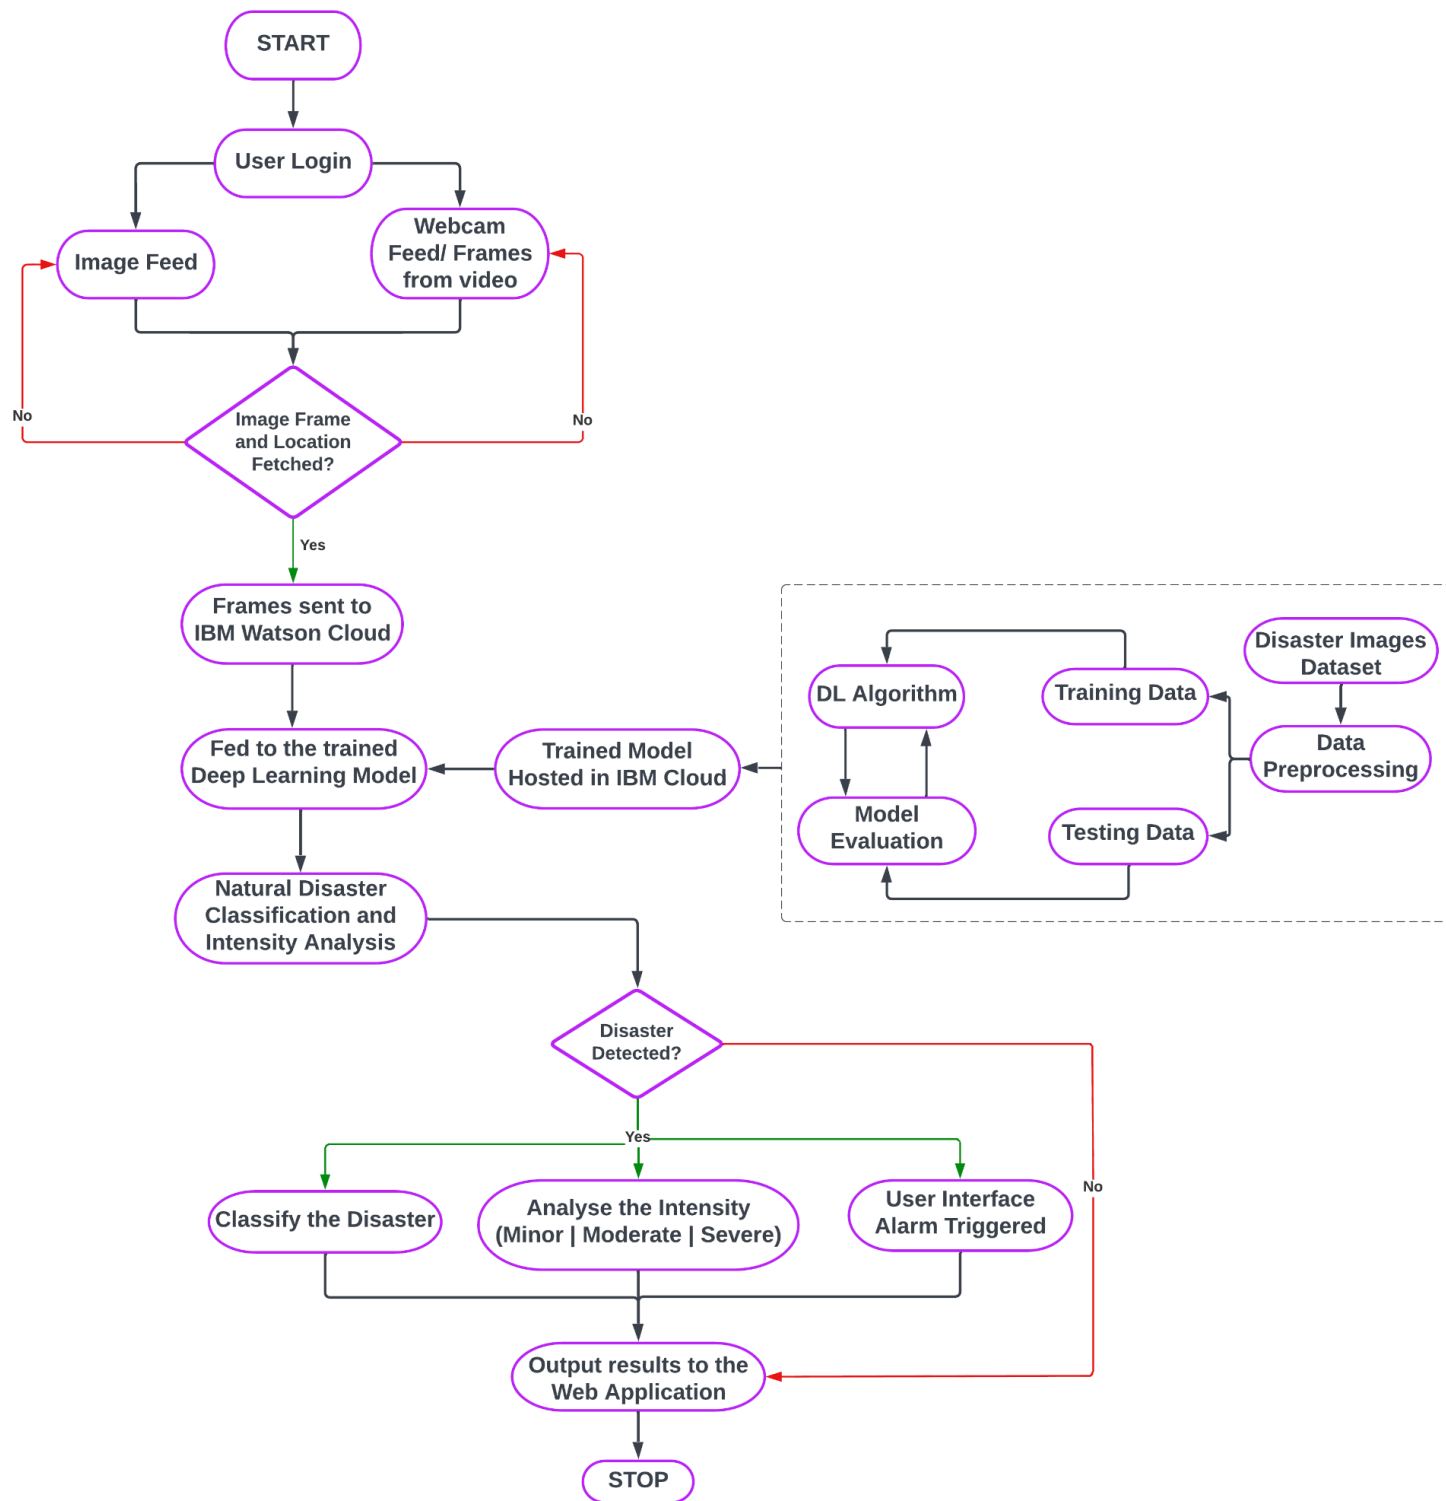 START
User Login
Image Feed
Webcam
Feed/ Frames
from video
No
No
Image Frame
and Location
Fetched?
Yes
Frames sent to
IBM Watson Cloud
Fed to the trained
Deep Learning Model
Trained Model
Hosted in IBM Cloud
DL Algorithm
Training Data
Disaster Images
Dataset
Data
Preprocessing
Model
Evaluation
Testing Data
Natural Disaster
Classification and
Intensity Analysis
Disaster
Detected?
Yes
No
Classify the Disaster
Analyse the Intensity
(Minor | Moderate | Severe)
User Interface
Alarm Triggered
Output results to the
Web Application
STOP